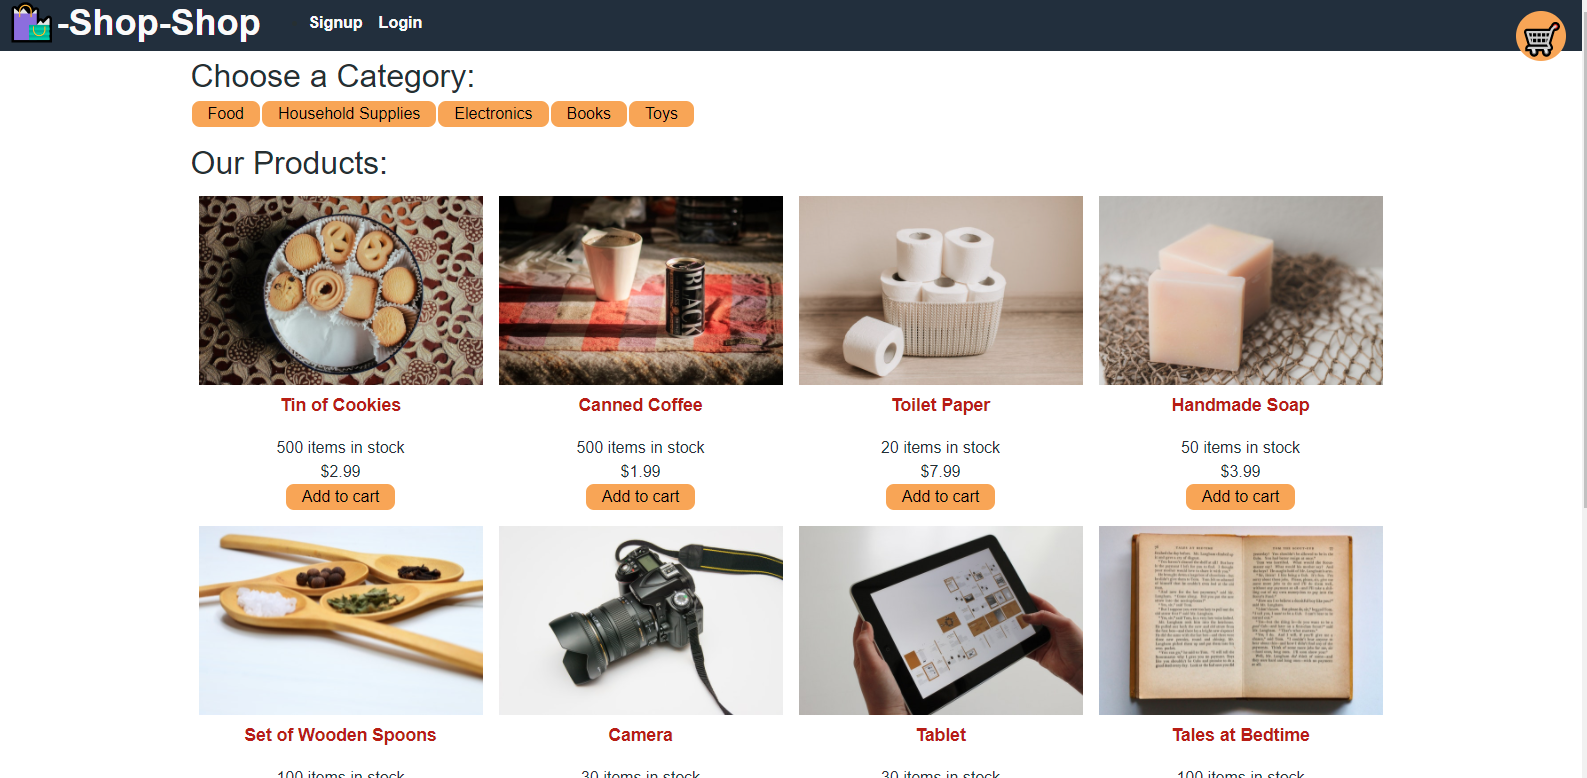 -Shop-Shop
Signup Login
Choose a Category:
Food Household Supplies Electronics Books Toys
Our Products:
BLACK
Tin of Cookies Canned Coffee Toilet Paper Handmade Soap
500 items in stock 500 items in stock 20 items in stock 50 items in stock
$2.99 $1.99 $7.99 $3.99
Add to cart Add to cart Add to cart Add to cart
Set of Wooden Spoons Camera Tablet Tales at Bedtime
100 items in stock 30 items in stock 30 items in stock 100 items in stock